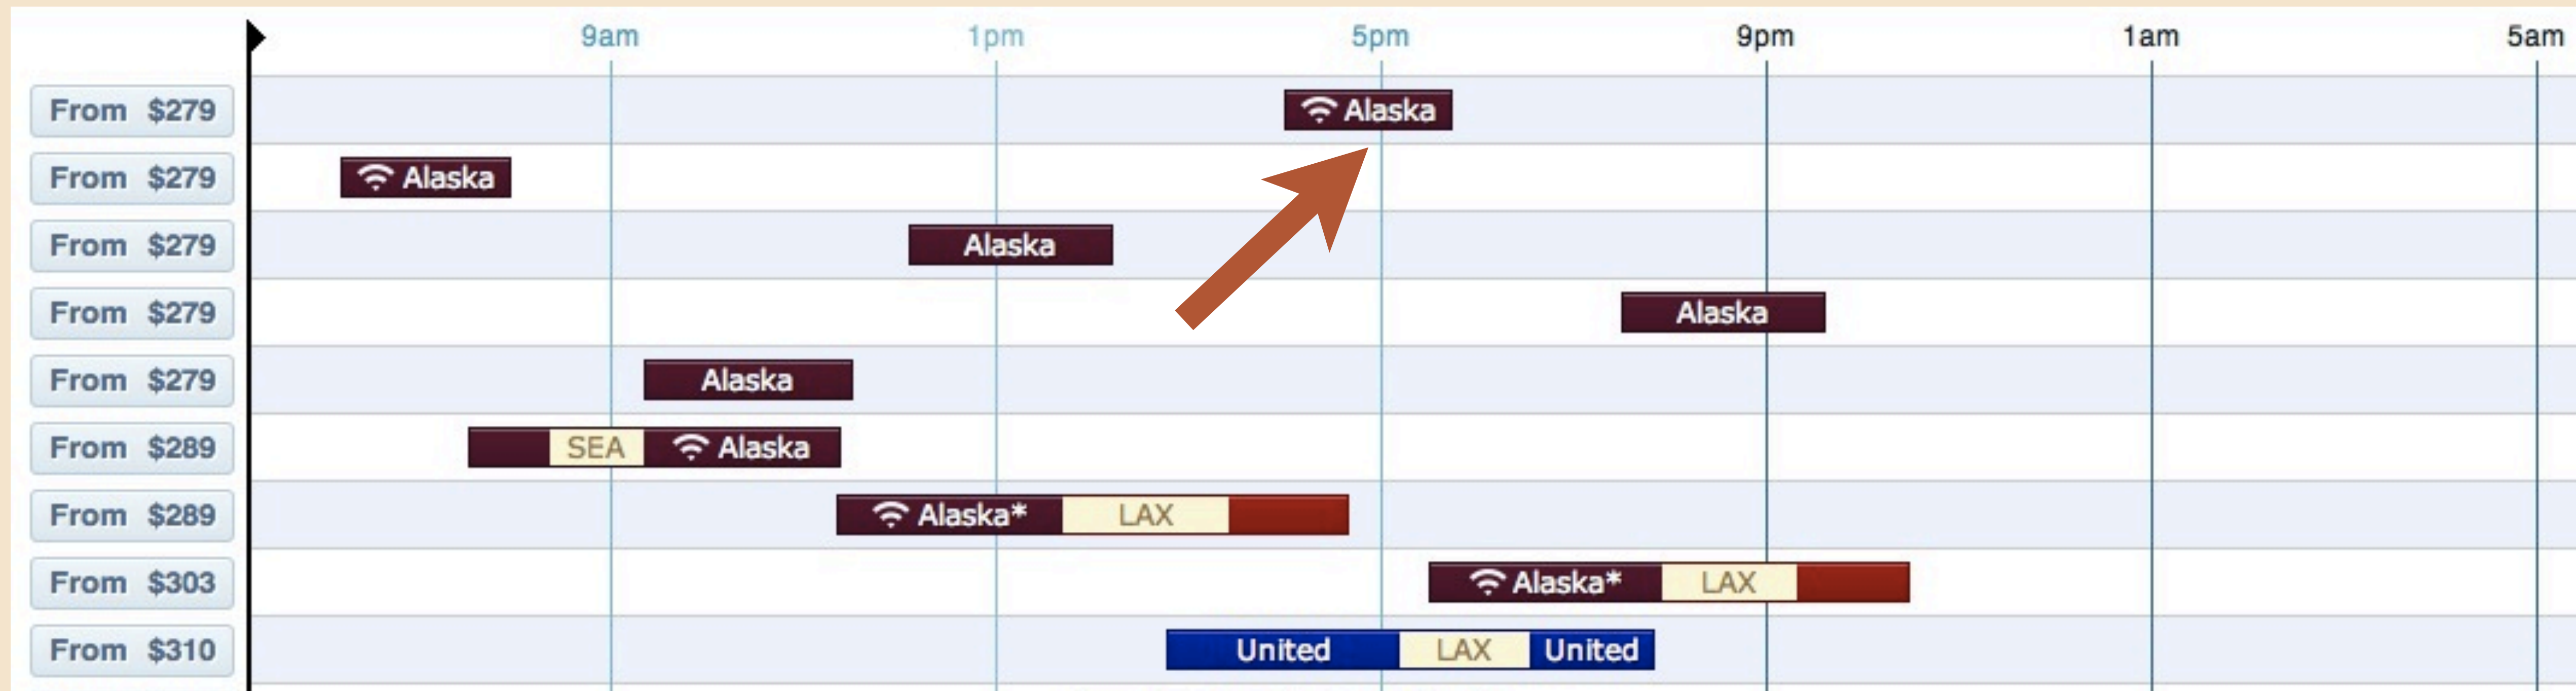 9am 1pm 5pm 9pm 1am 5am
From $279 Alaska
From $279 Alaska
From $279 Alaska
From $279 Alaska
From $279 Alaska
From $289 SEA Alaska
From $289 Alaska* LAX
From $303 Alaska* LAX
From $310 United LAX United